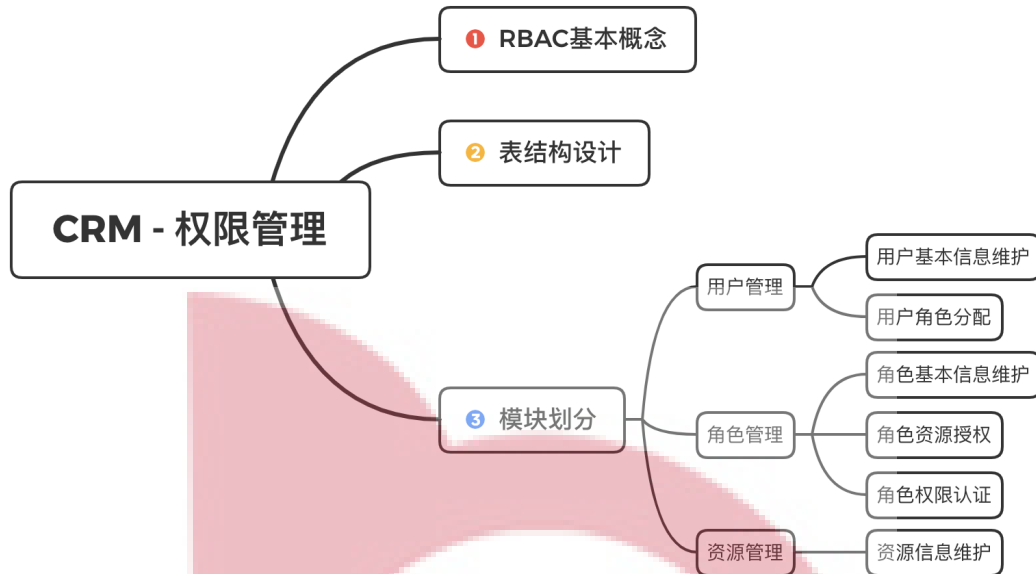 ❶ RBAC基本概念
❷ 表结构设计
CRM - 权限管理
用户基本信息维护
用户管理
用户角色分配
角色基本信息维护
❸ 模块划分
角色管理
角色资源授权
角色权限认证
资源管理
资源信息维护